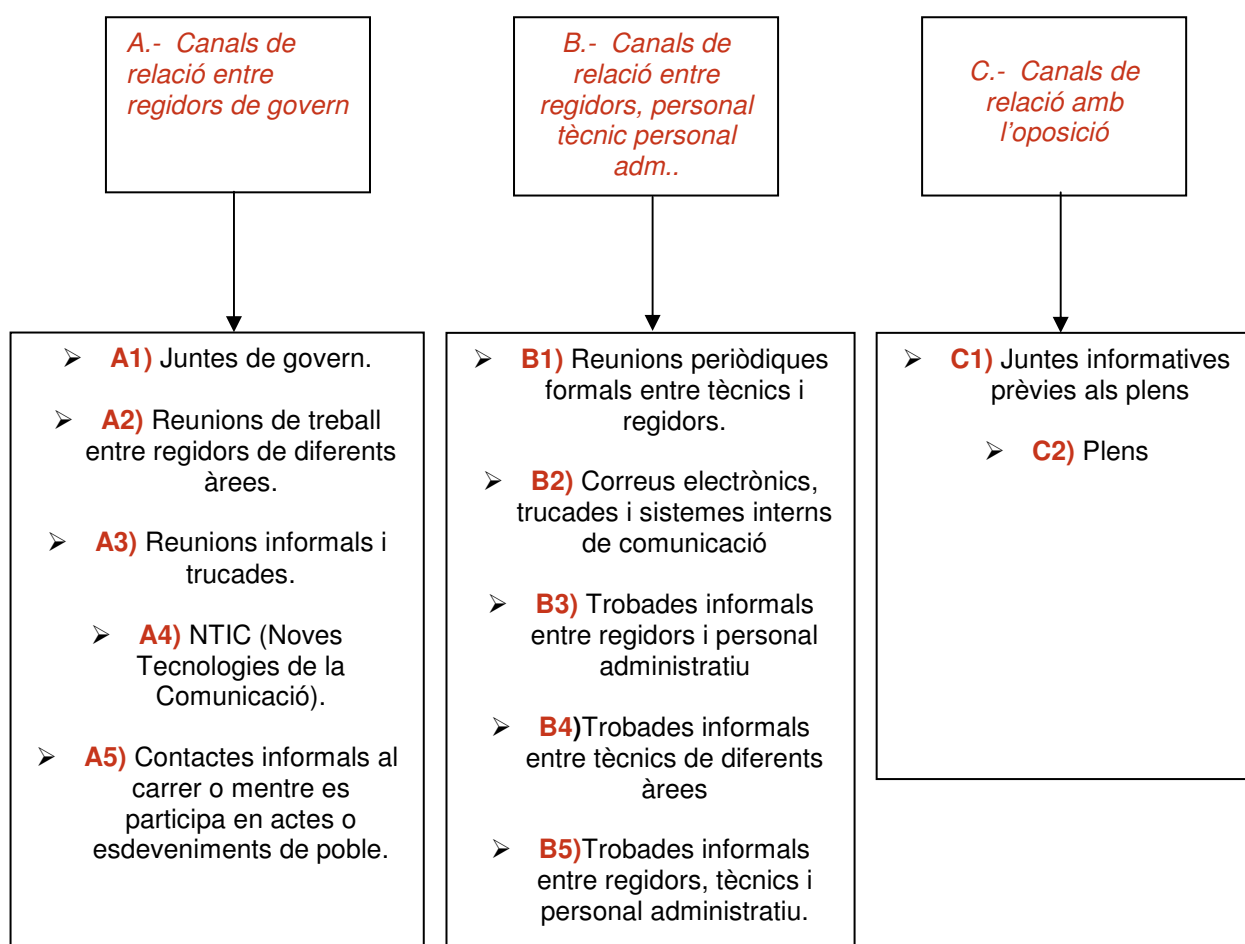 A.- Canals de
relació entre
regidors de govern
B.- Canals de
relació entre
regidors, personal
tècnic personal
adm..
C.- Canals de
relació amb
l'oposició
➢ A1) Juntes de govern.
➢ A2) Reunions de treball
entre regidors de diferents
àrees.
➢ A3) Reunions informals i
trucades.
➢ A4) NTIC (Noves
Tecnologies de la
Comunicació).
➢ A5) Contactes informals al
carrer o mentre es
participa en actes o
esdeveniments de poble.
➢ B1) Reunions periòdiques
formals entre tècnics i
regidors.
➢ B2) Correus electrònics,
trucades i sistemes interns
de comunicació
➢ B3) Trobades informals
entre regidors i personal
administratiu
➢ B4)Trobades informals
entre tècnics de diferents
àrees
➢ B5)Trobades informals
entre regidors, tècnics i
personal administratiu.
➢ C1) Juntes informatives
prèvies als plens
➢ C2) Plens